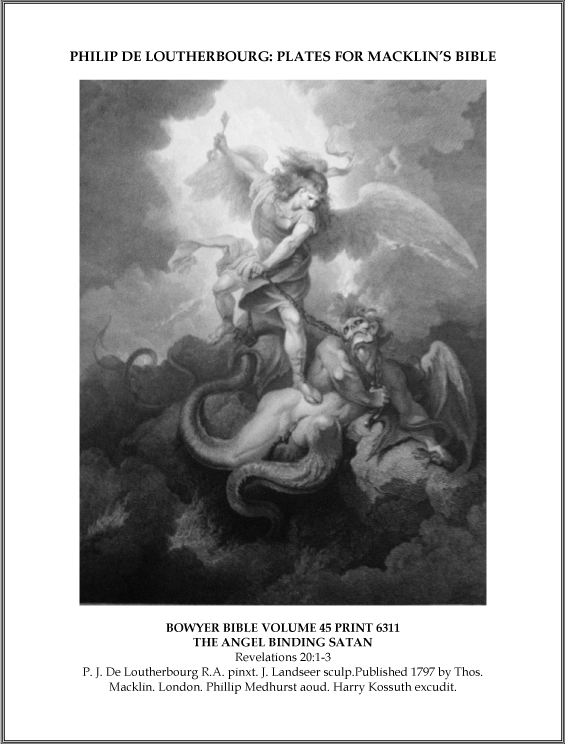 PHILIP DE LOUTHERBOURG: PLATES FOR MACKLIN'S BIBLE
BOWYER BIBLE VOLUME 45 PRINT 6311
THE ANGEL BINDING SATAN
Revelations 20:1-3
P. J. De Loutherbourg R.A. pinxt. J. Landseer sculp.Published 1797 by Thos.
Macklin. London. Phillip Medhurst aoud. Harry Kossuth excudit.